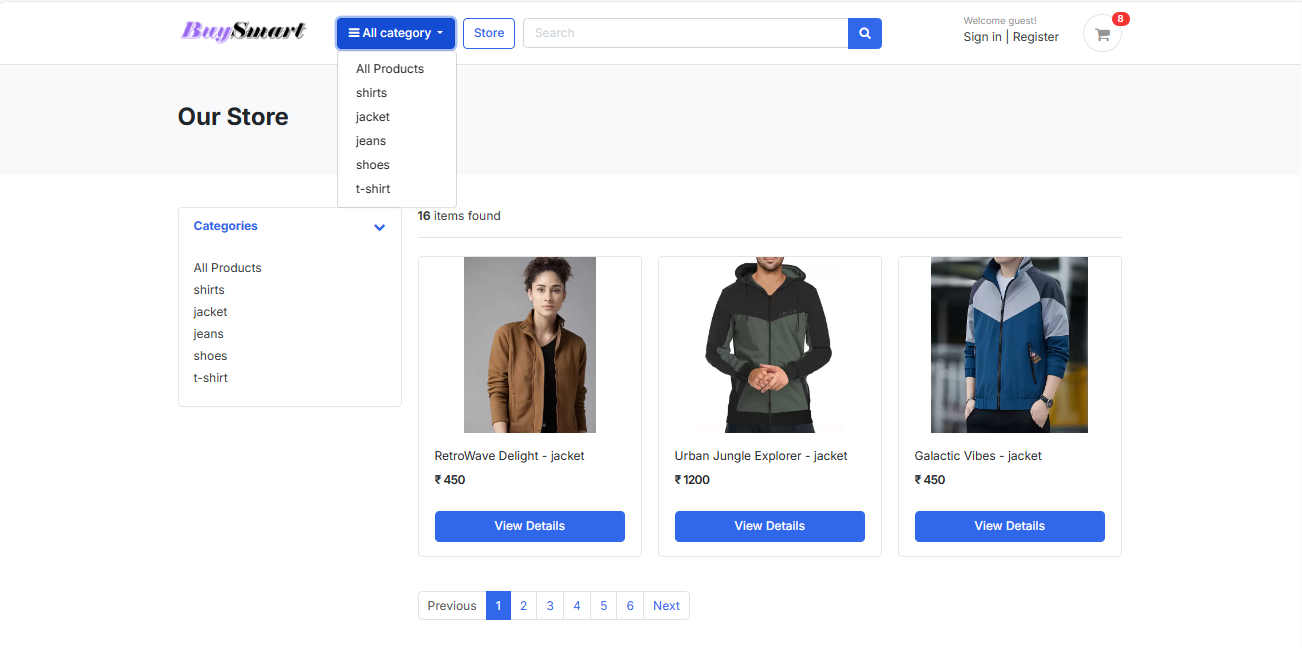 BuySmart
All category
Store
Search
Welcome guest!
Sign in | Register
8
All Products
shirts
jacket
jeans
shoes
t-shirt
Our Store
Categories
All Products
shirts
jacket
jeans
shoes
t-shirt
16 items found
RetroWave Delight - jacket
₹ 450
View Details
Urban Jungle Explorer - jacket
₹ 1200
View Details
Galactic Vibes - jacket
₹ 450
View Details
Previous 1 2 3 4 5 6 Next